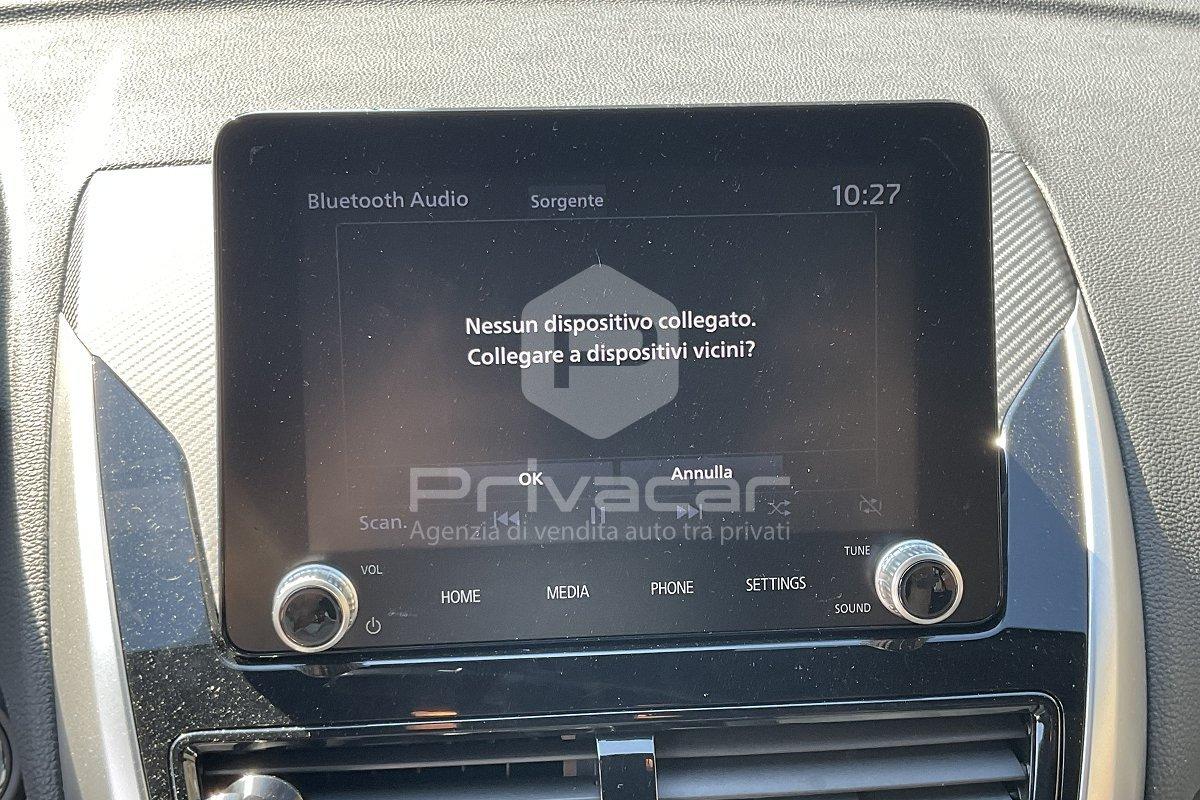 Bluetooth Audio Sorgente 10:27
Nessun dispositivo collegato.
Collegare a dispositivi vicini?
OK Annulla
Privacar
Scan.
Agenzia di vendita auto tra privati
VOL TUNE
HOME MEDIA PHONE SETTINGS
SOUND